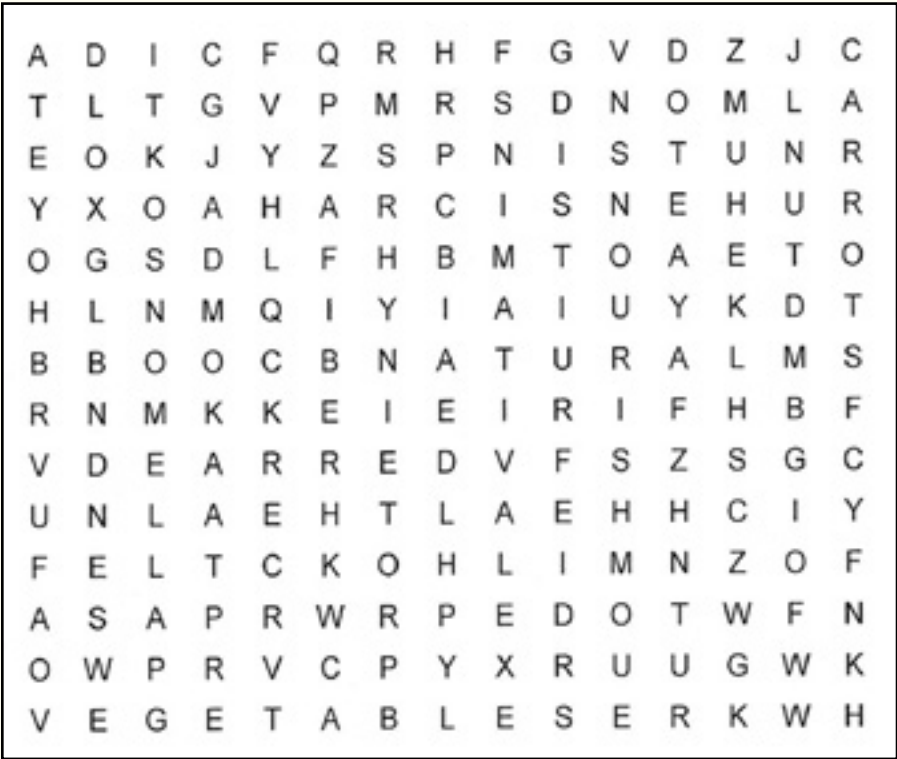 A D I C F Q R H F G V D Z J C
T L T G V P M R S D N O M L A
E O K J Y Z S P N I S T U N R
Y X O A H A R C I S N E H U R
O G S D L F H B M T O A E T O
H L N M Q I Y I A I U Y K D T
B B O O C B N A T U R A L M S
R N M K K E I E I R I F H B F
V D E A R R E D V F S Z S G C
U N L A E H T L A E H H C I Y
F E L T C K O H L I M N Z O F
A S A P R W R P E D O T W F N
O W P R V C P Y X R U U G W K
V E G E T A B L E S E R K W H